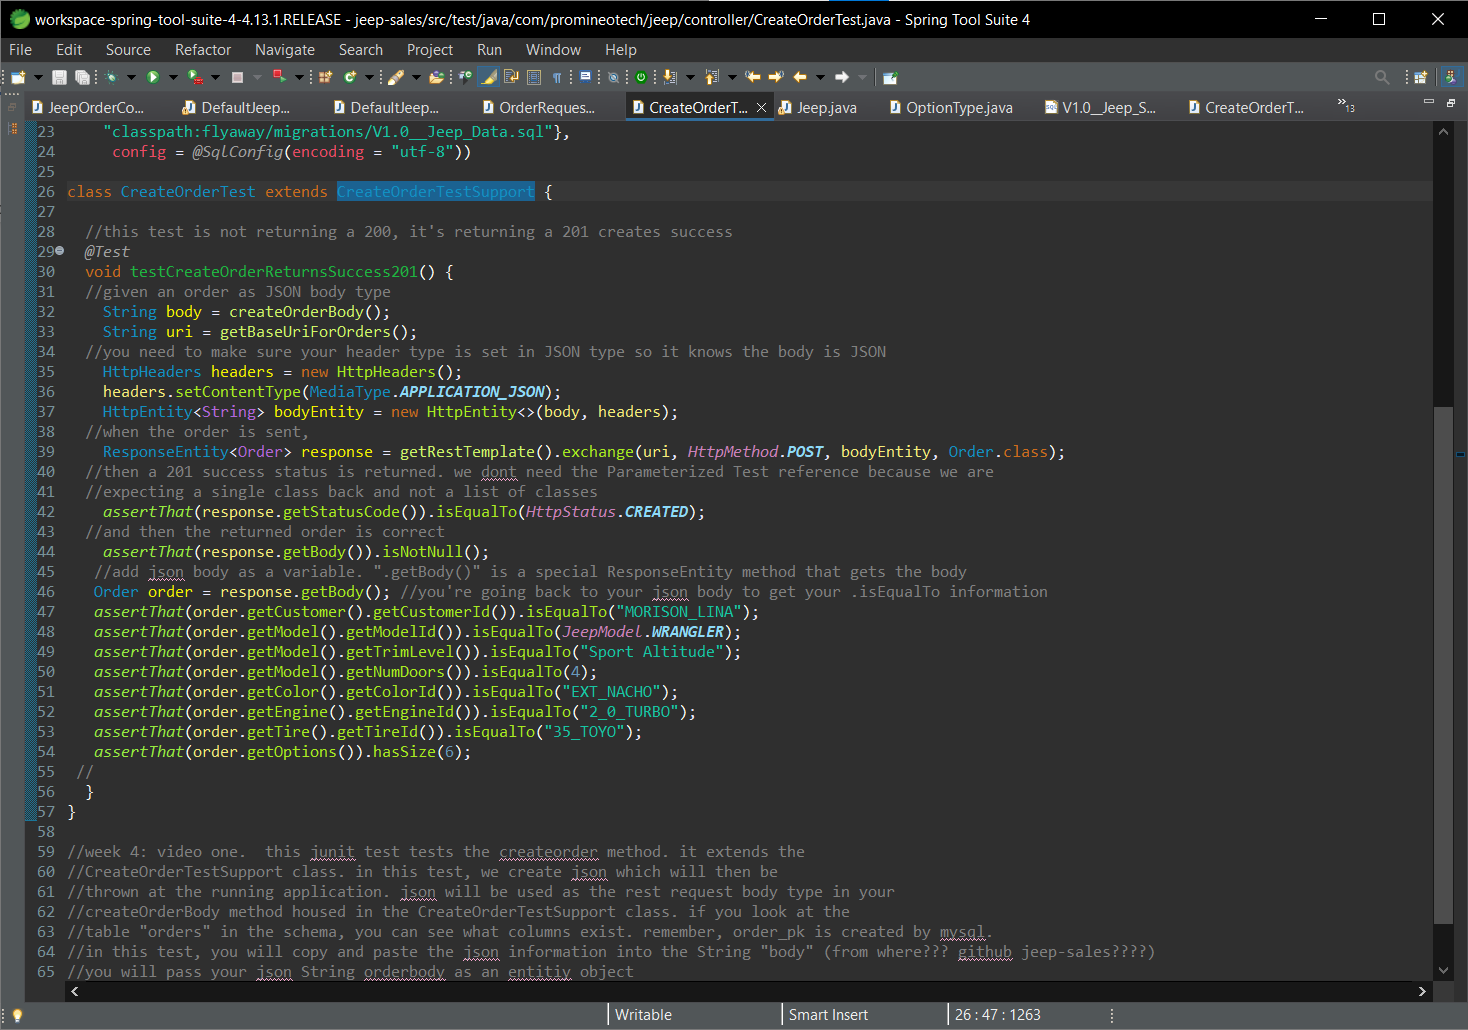 workspace-spring-tool-suite-4-4.13.1.RELEASE - jeep-sales/src/test/java/com/promineotech/jeep/controller/CreateOrderTest.java - Spring Tool Suite 4
File Edit Source Refactor Navigate Search Project Run Window Help
JeepOrderCo... DefaultJeep... DefaultJeep... OrderReques... CreateOrderT... Jeep.java OptionType.java V1.0__Jeep_S... CreateOrderT... »13
23     "classpath:flyaway/migrations/V1.0__Jeep_Data.sql"},
24      config = @SqlConfig(encoding = "utf-8"))
25
26 class CreateOrderTest extends CreateOrderTestSupport {
27
28   //this test is not returning a 200, it's returning a 201 creates success
29   @Test
30   void testCreateOrderReturnsSuccess201() {
31   //given an order as JSON body type
32     String body = createOrderBody();
33     String uri = getBaseUriForOrders();
34   //you need to make sure your header type is set in JSON type so it knows the body is JSON
35     HttpHeaders headers = new HttpHeaders();
36     headers.setContentType(MediaType.APPLICATION_JSON);
37     HttpEntity<String> bodyEntity = new HttpEntity<>(body, headers);
38   //when the order is sent,
39     ResponseEntity<Order> response = getRestTemplate().exchange(uri, HttpMethod.POST, bodyEntity, Order.class);
40   //then a 201 success status is returned. we dont need the Parameterized Test reference because we are
41   //expecting a single class back and not a list of classes
42     assertThat(response.getStatusCode()).isEqualTo(HttpStatus.CREATED);
43   //and then the returned order is correct
44     assertThat(response.getBody()).isNotNull();
45    //add json body as a variable. ".getBody()" is a special ResponseEntity method that gets the body
46    Order order = response.getBody(); //you're going back to your json body to get your .isEqualTo information
47    assertThat(order.getCustomer().getCustomerId()).isEqualTo("MORISON_LINA");
48    assertThat(order.getModel().getModelId()).isEqualTo(JeepModel.WRANGLER);
49    assertThat(order.getModel().getTrimLevel()).isEqualTo("Sport Altitude");
50    assertThat(order.getModel().getNumDoors()).isEqualTo(4);
51    assertThat(order.getColor().getColorId()).isEqualTo("EXT_NACHO");
52    assertThat(order.getEngine().getEngineId()).isEqualTo("2_0_TURBO");
53    assertThat(order.getTire().getTireId()).isEqualTo("35_TOYO");
54    assertThat(order.getOptions()).hasSize(6);
55  //
56   }
57 }
58
59 //week 4: video one.  this junit test tests the createorder method. it extends the
60 //CreateOrderTestSupport class. in this test, we create json which will then be
61 //thrown at the running application. json will be used as the rest request body type in your
62 //createOrderBody method housed in the CreateOrderTestSupport class. if you look at the
63 //table "orders" in the schema, you can see what columns exist. remember, order_pk is created by mysql.
64 //in this test, you will copy and paste the json information into the String "body" (from where??? github jeep-sales????)
65 //you will pass your json String orderbody as an entitiy object
Writable Smart Insert 26 : 47 : 1263